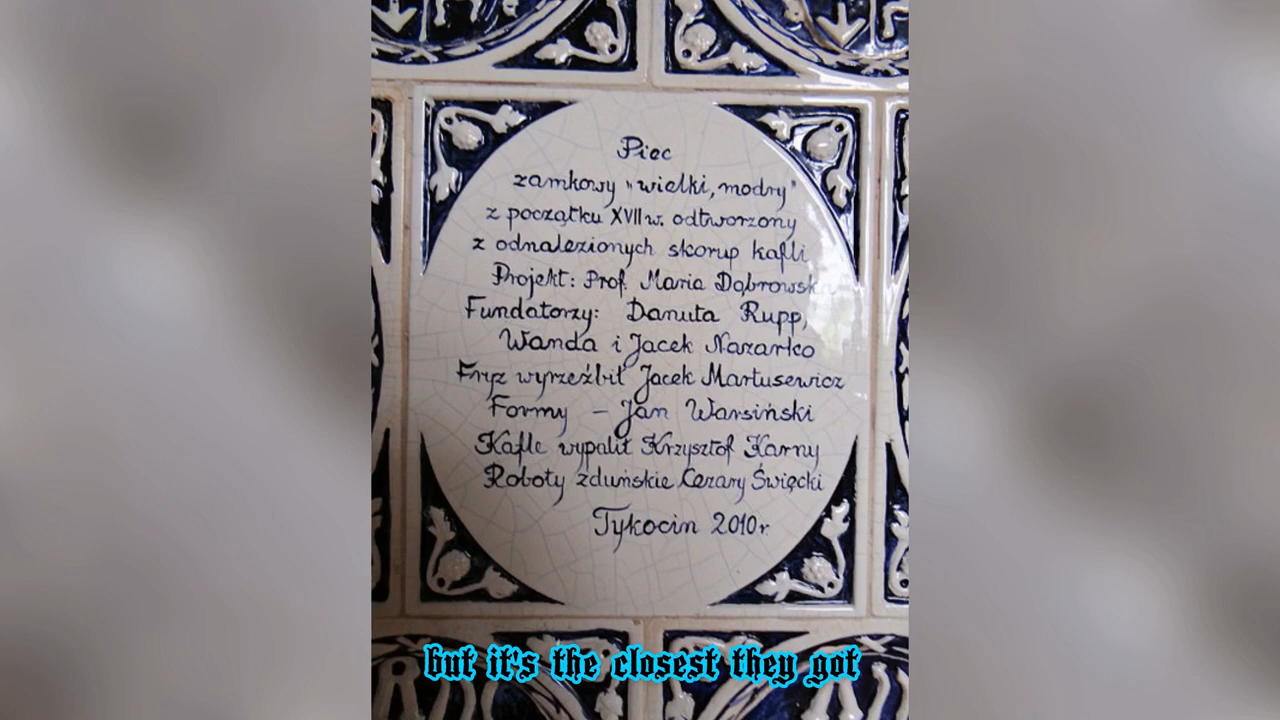 Piec
zamkowy "wielki, modry"
z początku XVII w. odtworzony
z odnalezionych skorup kafli
Projekt: Prof. Maria Dąbrowska
Fundatorzy: Danuta Rupp,
Wanda i Jacek Nazarko
Fryz wyrzeźbił Jacek Martusewicz
Formy – Jan Warsiński
Kafle wypalił Krzysztof Karny
Roboty zduńskie Cezary Święcki
Tykocin 2010r.
but it's the closest they got